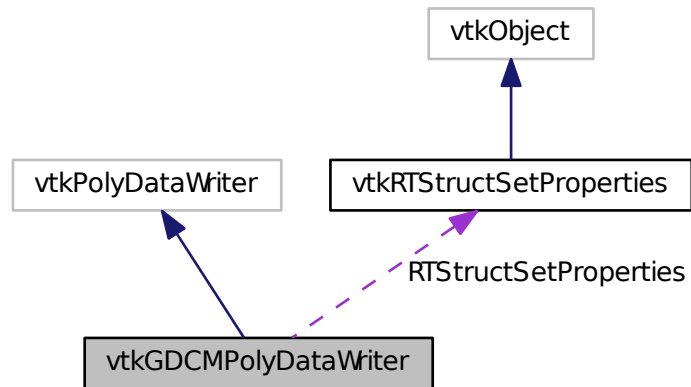 vtkObject
vtkPolyDataWriter
vtkRTStructSetProperties
RTStructSetProperties
vtkGDCMPolyDataWriter